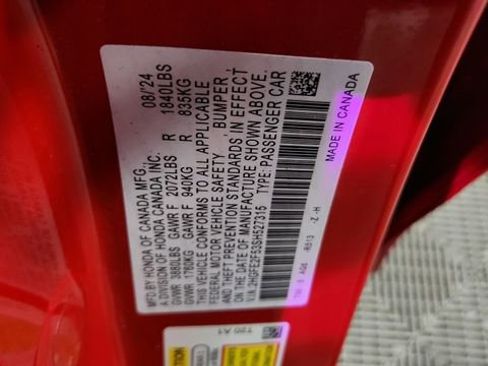 MFD. BY HONDA OF CANADA MFG., 08/24
A DIVISION OF HONDA CANADA INC.
GVWR 3880LBS GAWR F 2072LBS R 1840LBS
GVWR 1760KG GAWR F 940KG R 835KG
THIS VEHICLE CONFORMS TO ALL APPLICABLE
FEDERAL MOTOR VEHICLE SAFETY, BUMPER,
AND THEFT PREVENTION STANDARDS IN EFFECT
ON THE DATE OF MANUFACTURE SHOWN ABOVE.
V.I.N.:2HGFE2F53SH527315 TYPE:PASSENGER CAR
R513 -Z -H
MADE IN CANADA